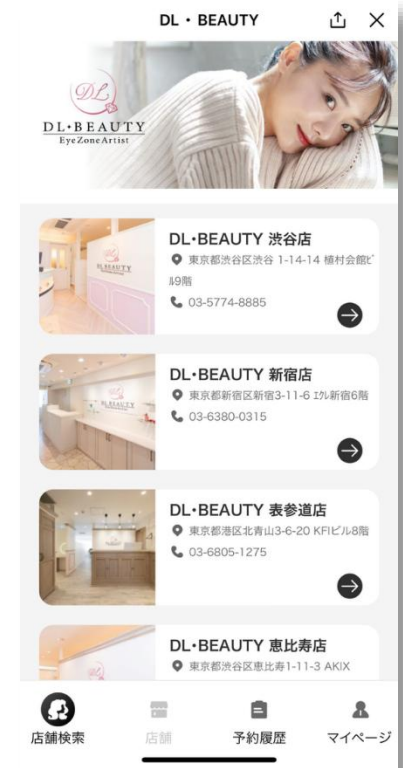 DL・BEAUTY
DL
DL・BEAUTY
EyeZoneArtist
DL・BEAUTY 渋谷店
東京都渋谷区渋谷 1-14-14 植村会館ビ
ル9階
03-5774-8885
DL・BEAUTY 新宿店
東京都新宿区新宿3-11-6 エクレ新宿6階
03-6380-0315
DL・BEAUTY 表参道店
東京都港区北青山3-6-20 KFIビル8階
03-6805-1275
DL・BEAUTY 恵比寿店
東京都渋谷区恵比寿1-11-3 AKIX
店舗検索
店舗
予約履歴
マイページ